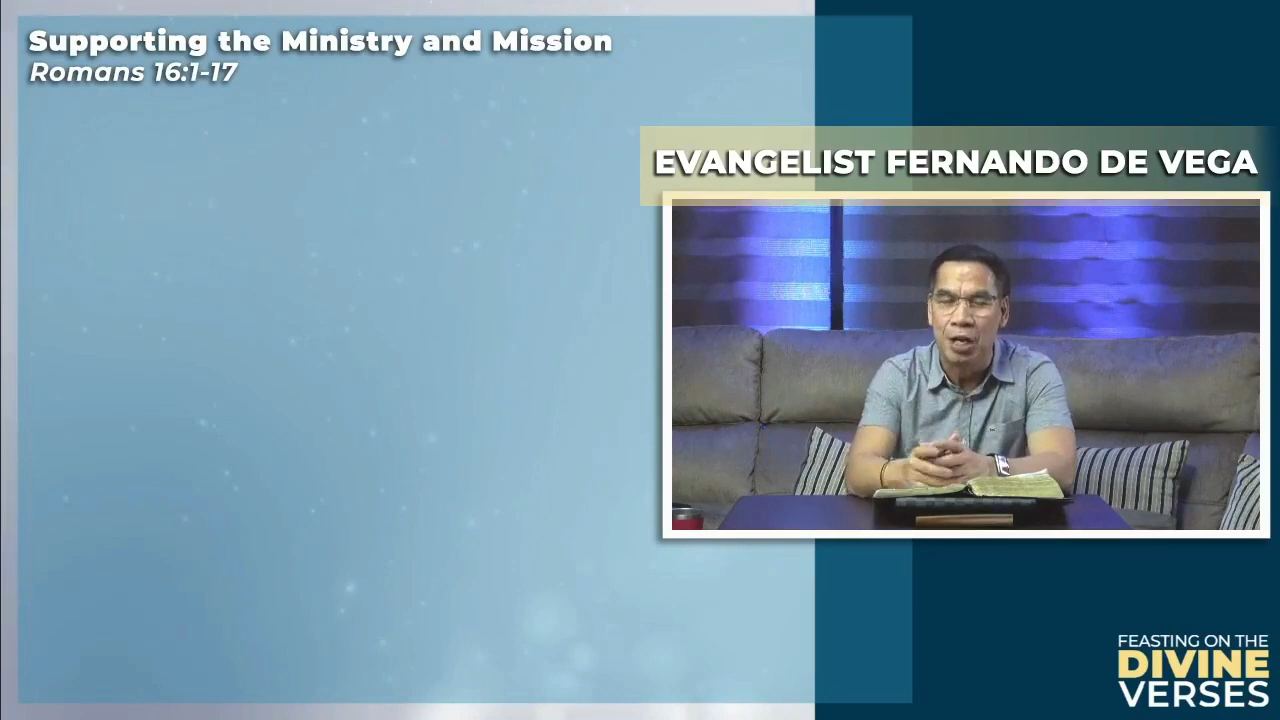 Supporting the Ministry and Mission
Romans 16:1-17
EVANGELIST FERNANDO DE VEGA
FEASTING ON THE
DIVINE
VERSES